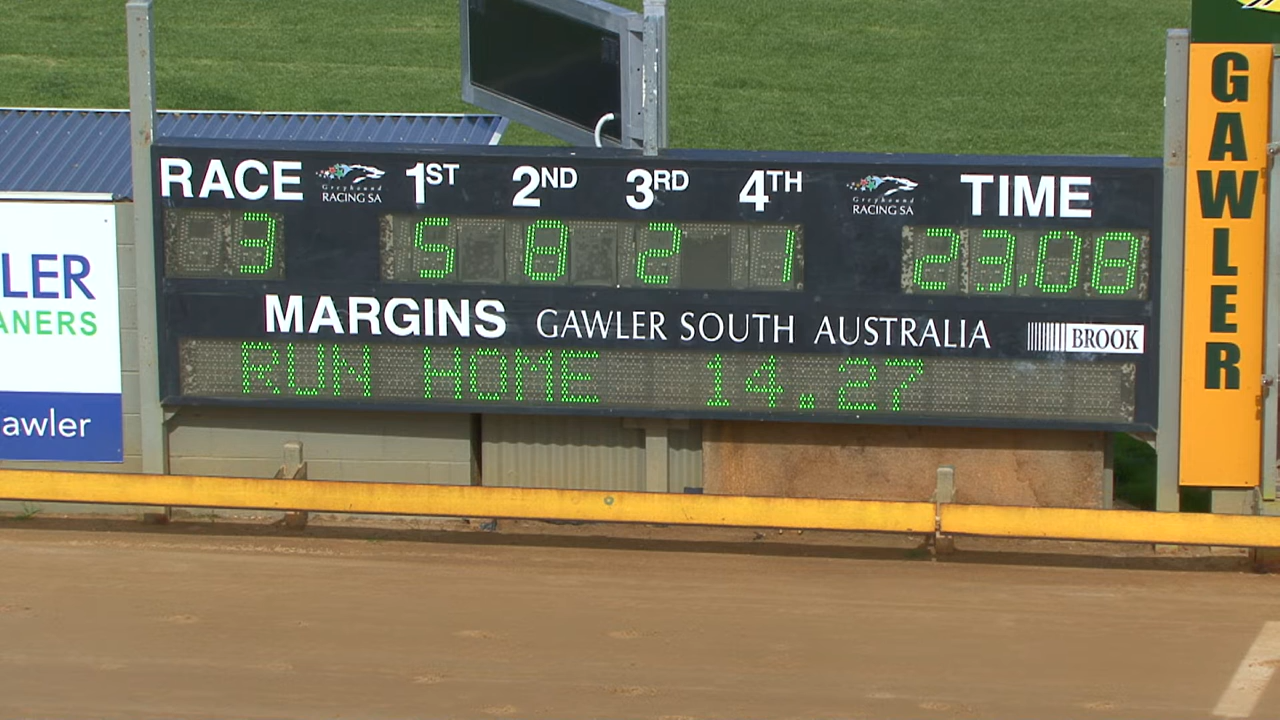 RACE Greyhound RACING SA 1ST 2ND 3RD 4TH Greyhound RACING SA TIME
3 5 8 2 1 23.08
MARGINS GAWLER SOUTH AUSTRALIA BROOK
RUN HOME 14.27
LER
ANERS
awler
GAWLER